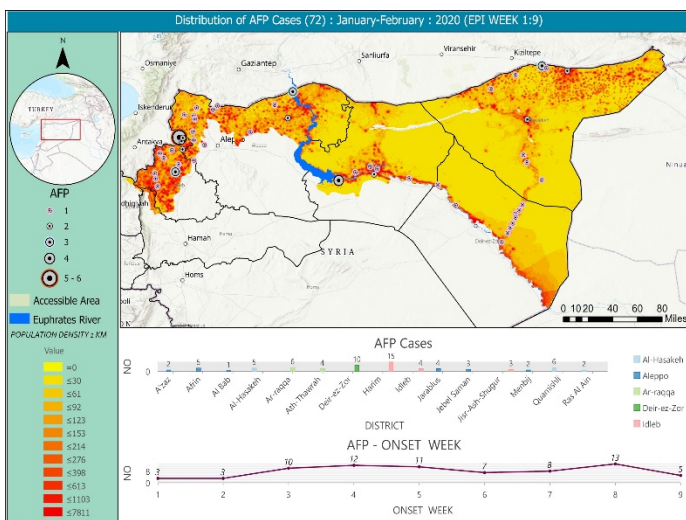 Distribution of AFP Cases (72) : January-February : 2020 (EPI WEEK 1:9)
N
TURKEY
AFP
1
2
3
4
5 - 6
Accessible Area
Euphrates River
POPULATION DENSITY 1 KM
Value
=0
≤30
≤61
≤92
≤123
≤153
≤214
≤276
≤398
≤613
≤1103
≤7811
Osmaniye
Gaziantep
Sanliurfa
Viransehir
Kiziltepe
Iskenderun
Antakya
Aleppo
Hamah
Homs
SYRIA
Ninua
0 10 20 40 60 80
Miles
AFP Cases
NO
0
2 5 1 5 6 4 10 15 4 4 3 3 2 6 2
A'zaz
Afrin
Al Bab
Al-Hasakeh
Ar-raqqa
Ath-Thawrah
Deir-ez-Zor
Harim
Idleb
Jarablus
Jebel Saman
Jisr-Ash-Shugur
Menbij
Quamishli
Ras Al Ain
DISTRICT
Al-Hasakeh
Aleppo
Ar-raqqa
Deir-ez-Zor
Idleb
AFP - ONSET WEEK
NO
5
0
3 3 10 12 11 7 8 13 5
1 2 3 4 5 6 7 8 9
ONSET WEEK